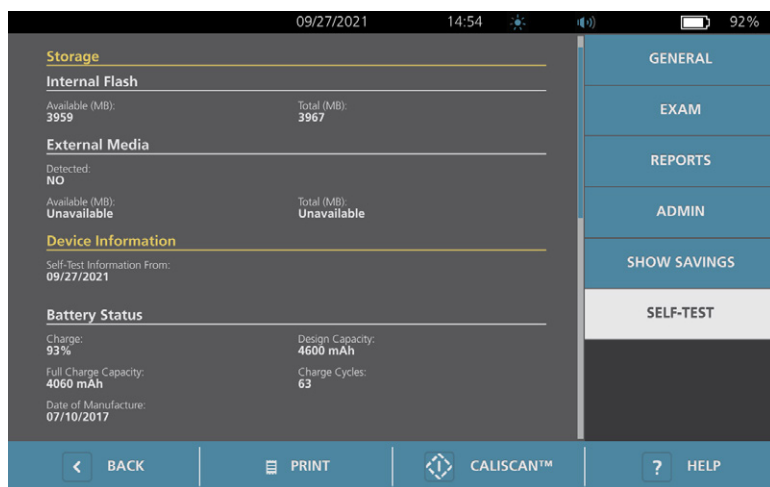 09/27/2021 14:54 92%
Storage
Internal Flash
Available (MB): Total (MB):
3959 3967
External Media
Detected:
NO
Available (MB): Total (MB):
Unavailable Unavailable
Device Information
Self-Test Information From:
09/27/2021
Battery Status
Charge: Design Capacity:
93% 4600 mAh
Full Charge Capacity: Charge Cycles:
4060 mAh 63
Date of Manufacture:
07/10/2017
GENERAL
EXAM
REPORTS
ADMIN
SHOW SAVINGS
SELF-TEST
BACK PRINT CALISCAN™ ? HELP